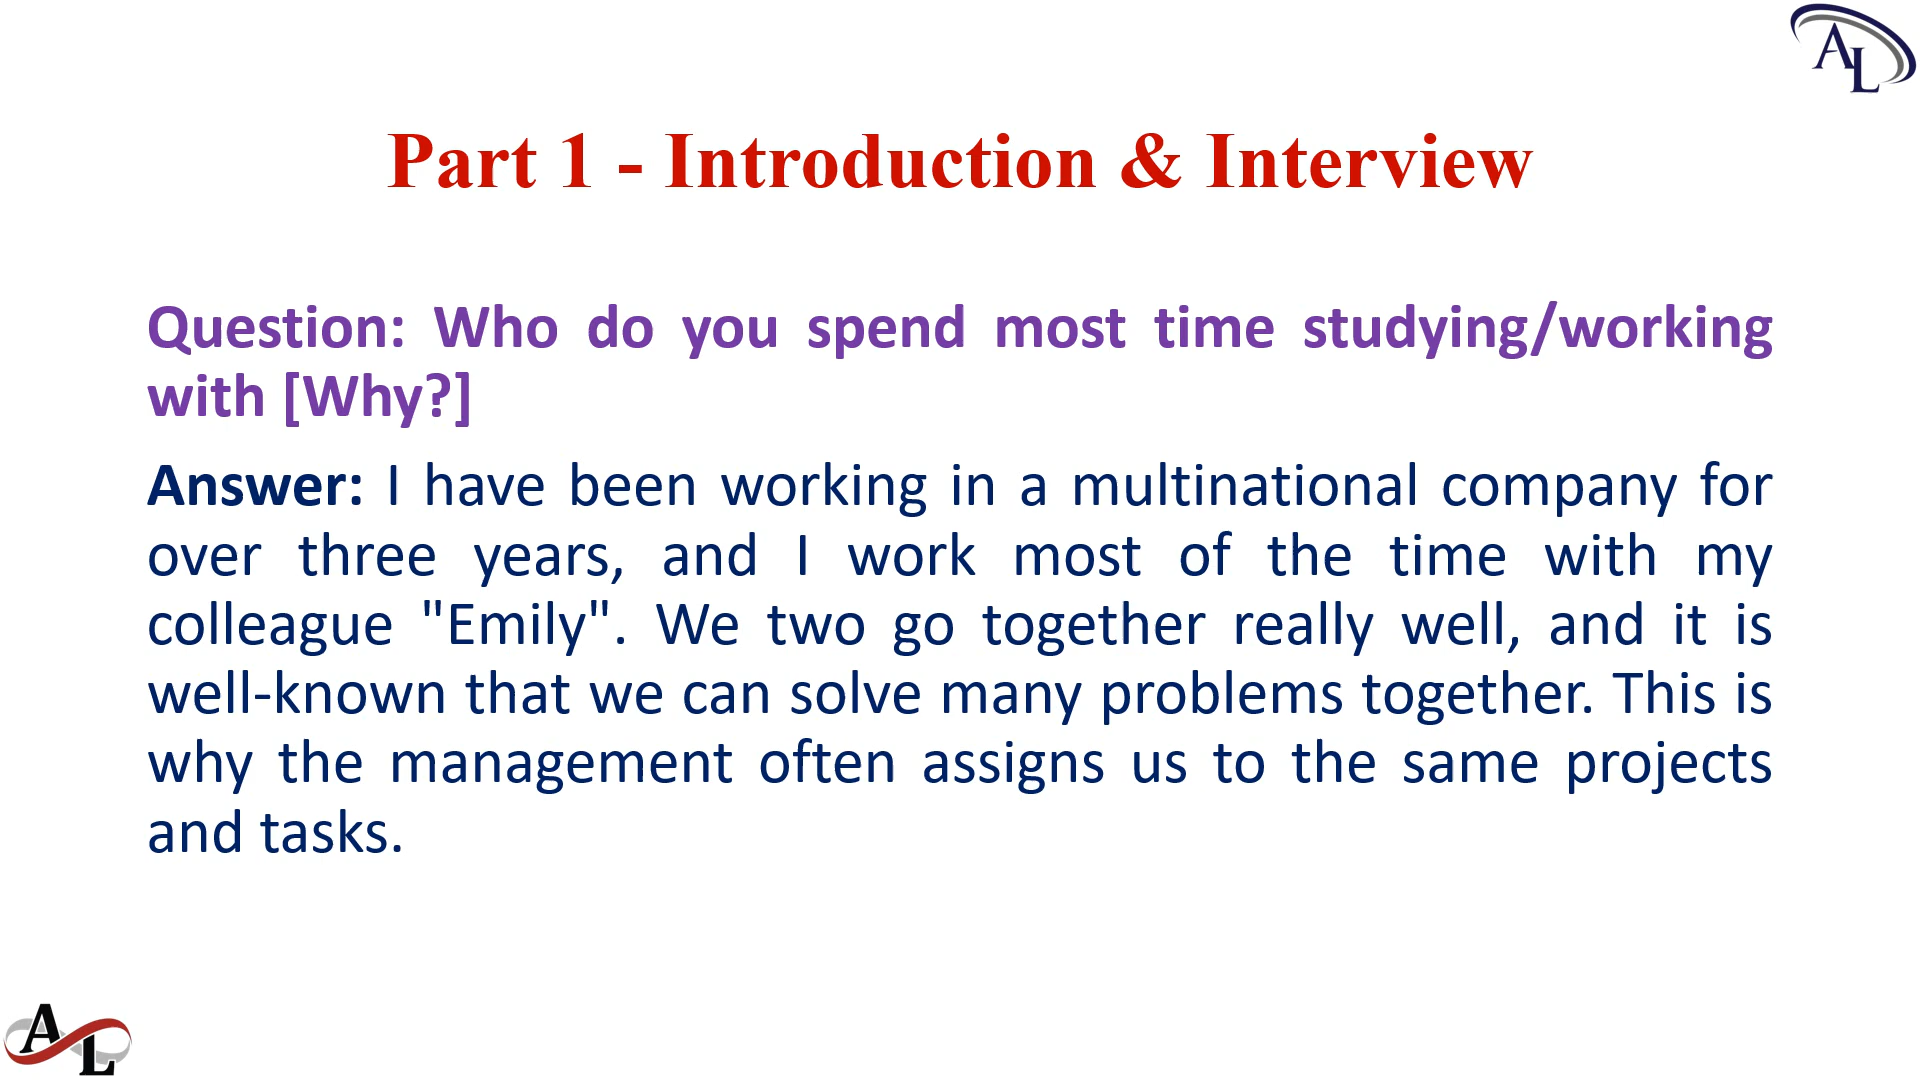 AL
Part 1 - Introduction & Interview
Question: Who do you spend most time studying/working
with [Why?]
Answer: I have been working in a multinational company for
over three years, and I work most of the time with my
colleague "Emily". We two go together really well, and it is
well-known that we can solve many problems together. This is
why the management often assigns us to the same projects
and tasks.
AL